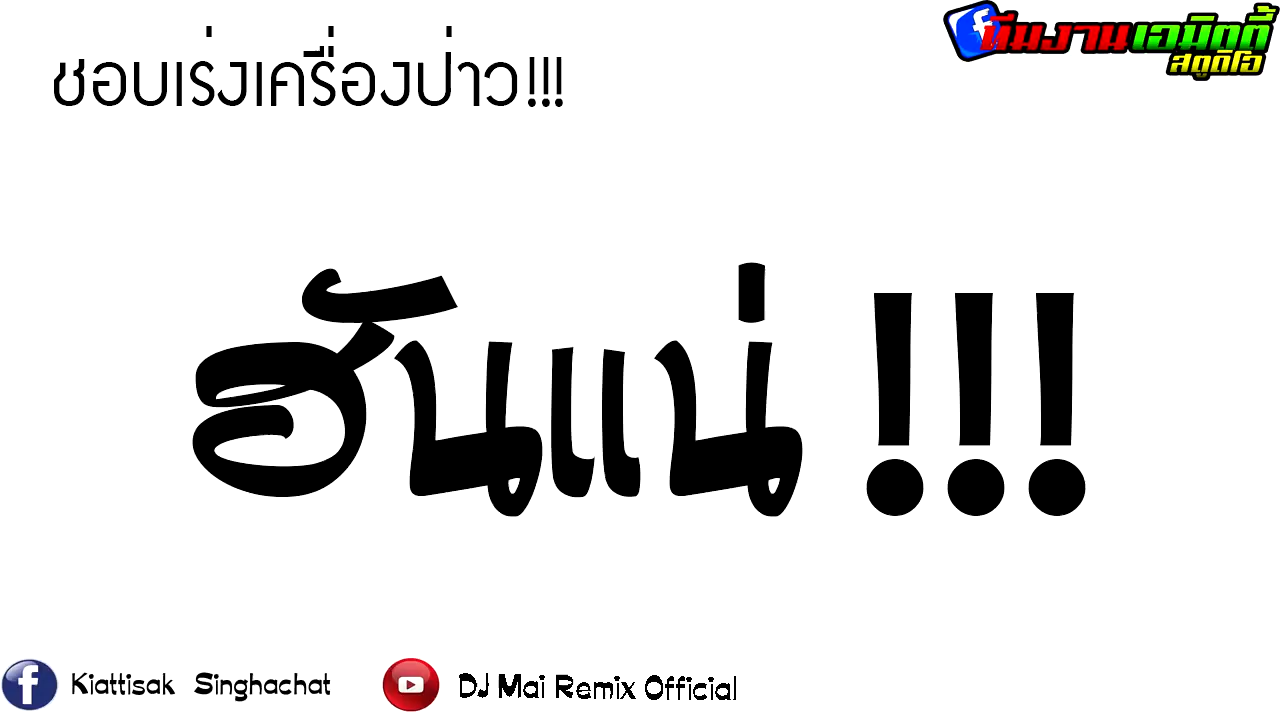 ชอบเร่งเครื่องป่าว!!!
ทีมงานเอมิตตี้
สตูดิโอ
ฮันแน่ !!!
Kiattisak Singhachat
DJ Mai Remix Official